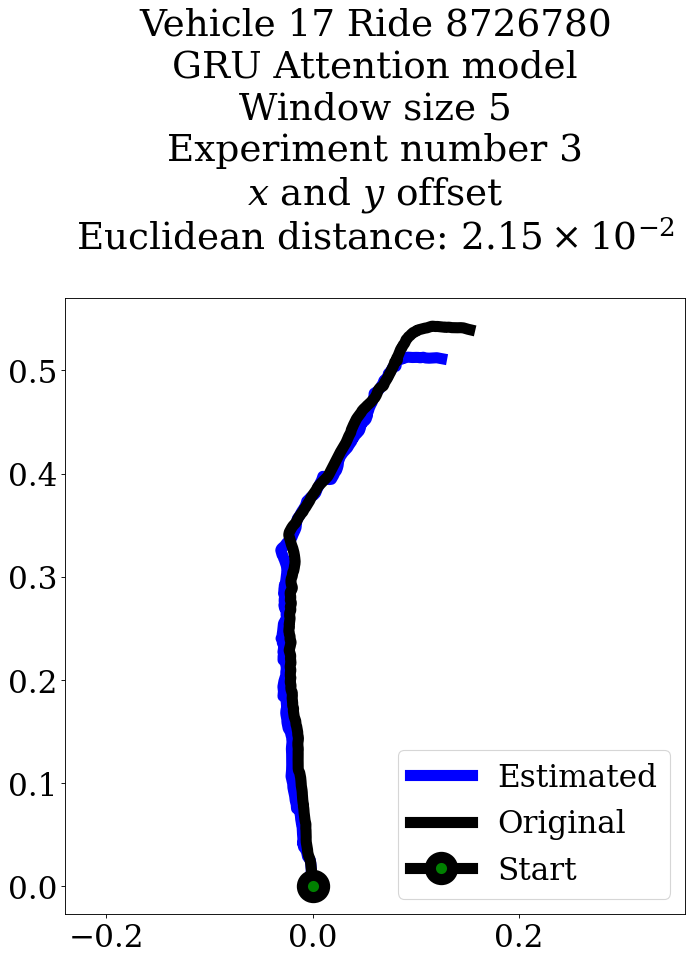 Vehicle 17 Ride 8726780
GRU Attention model
Window size 5
Experiment number 3
x and y offset
Euclidean distance: 2.15 × 10⁻²
0.5
0.4
0.3
0.2
0.1
0.0
Estimated
Original
Start
−0.2 0.0 0.2